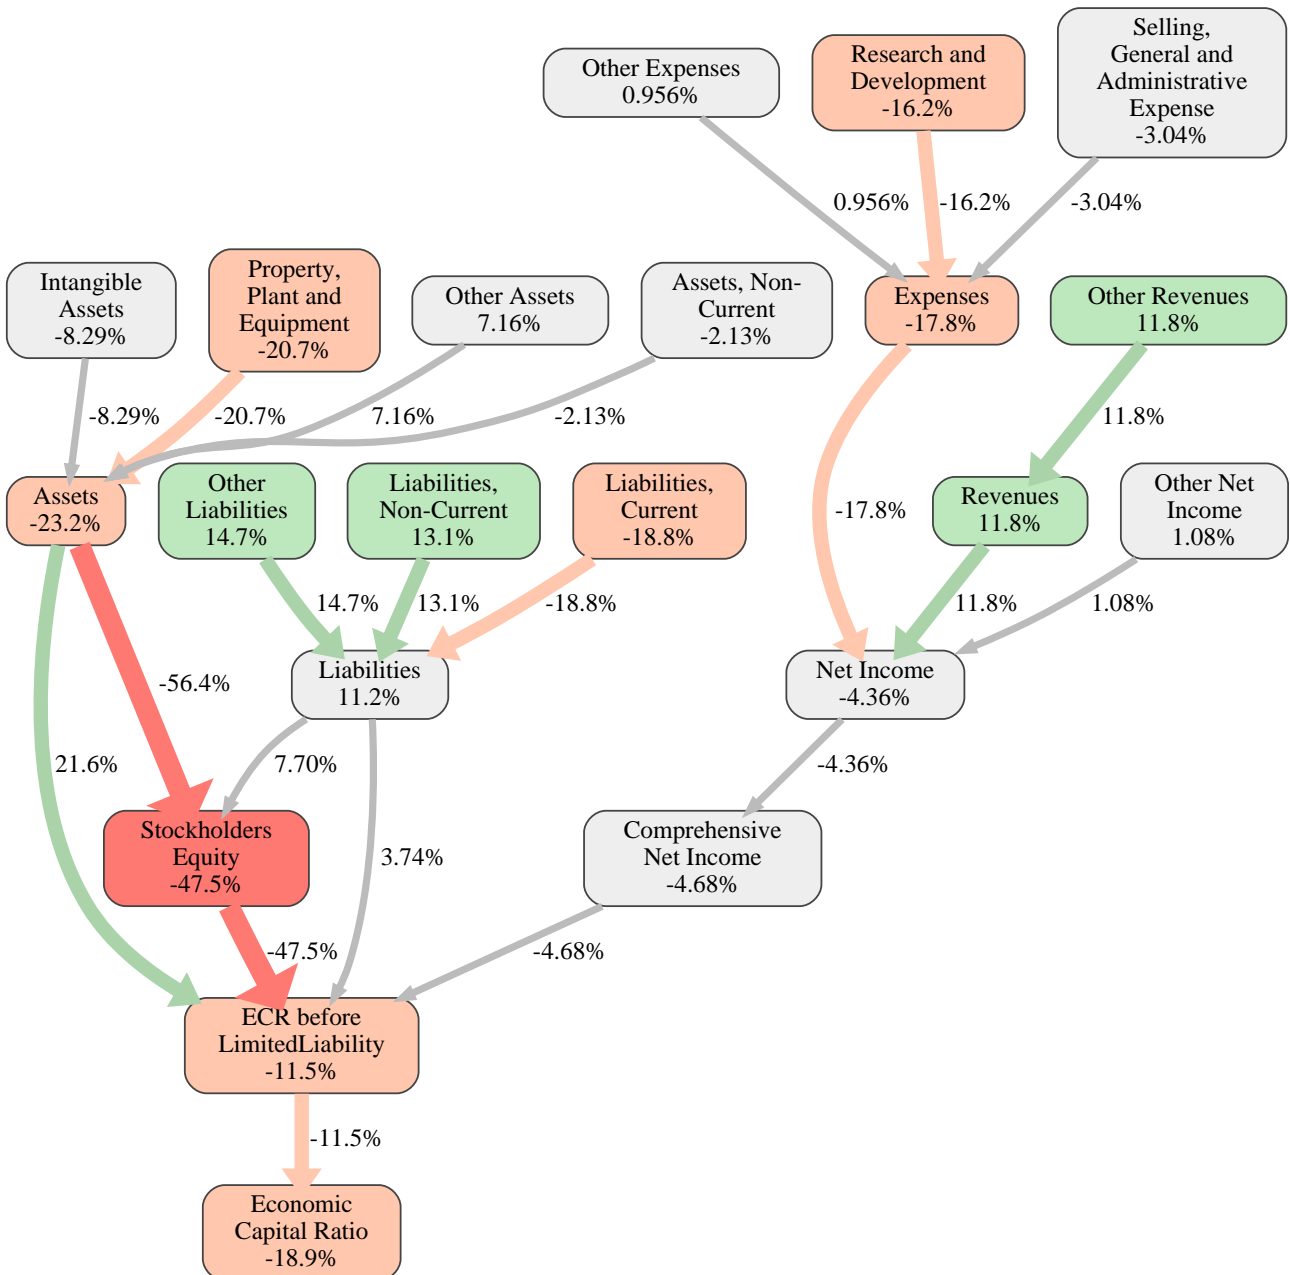 Selling,
General and
Administrative
Expense
-3.04%
Research and
Development
-16.2%
Other Expenses
0.956%
0.956%
-16.2%
-3.04%
Intangible
Assets
-8.29%
Property,
Plant and
Equipment
-20.7%
Other Assets
7.16%
Assets, Non-
Current
-2.13%
Expenses
-17.8%
Other Revenues
11.8%
-8.29%
-20.7%
7.16%
-2.13%
11.8%
Assets
-23.2%
Other
Liabilities
14.7%
Liabilities,
Non-Current
13.1%
Liabilities,
Current
-18.8%
-17.8%
Revenues
11.8%
Other Net
Income
1.08%
14.7%
13.1%
-18.8%
11.8%
1.08%
-56.4%
Liabilities
11.2%
Net Income
-4.36%
21.6%
7.70%
-4.36%
Stockholders
Equity
-47.5%
3.74%
Comprehensive
Net Income
-4.68%
-47.5%
-4.68%
ECR before
LimitedLiability
-11.5%
-11.5%
Economic
Capital Ratio
-18.9%